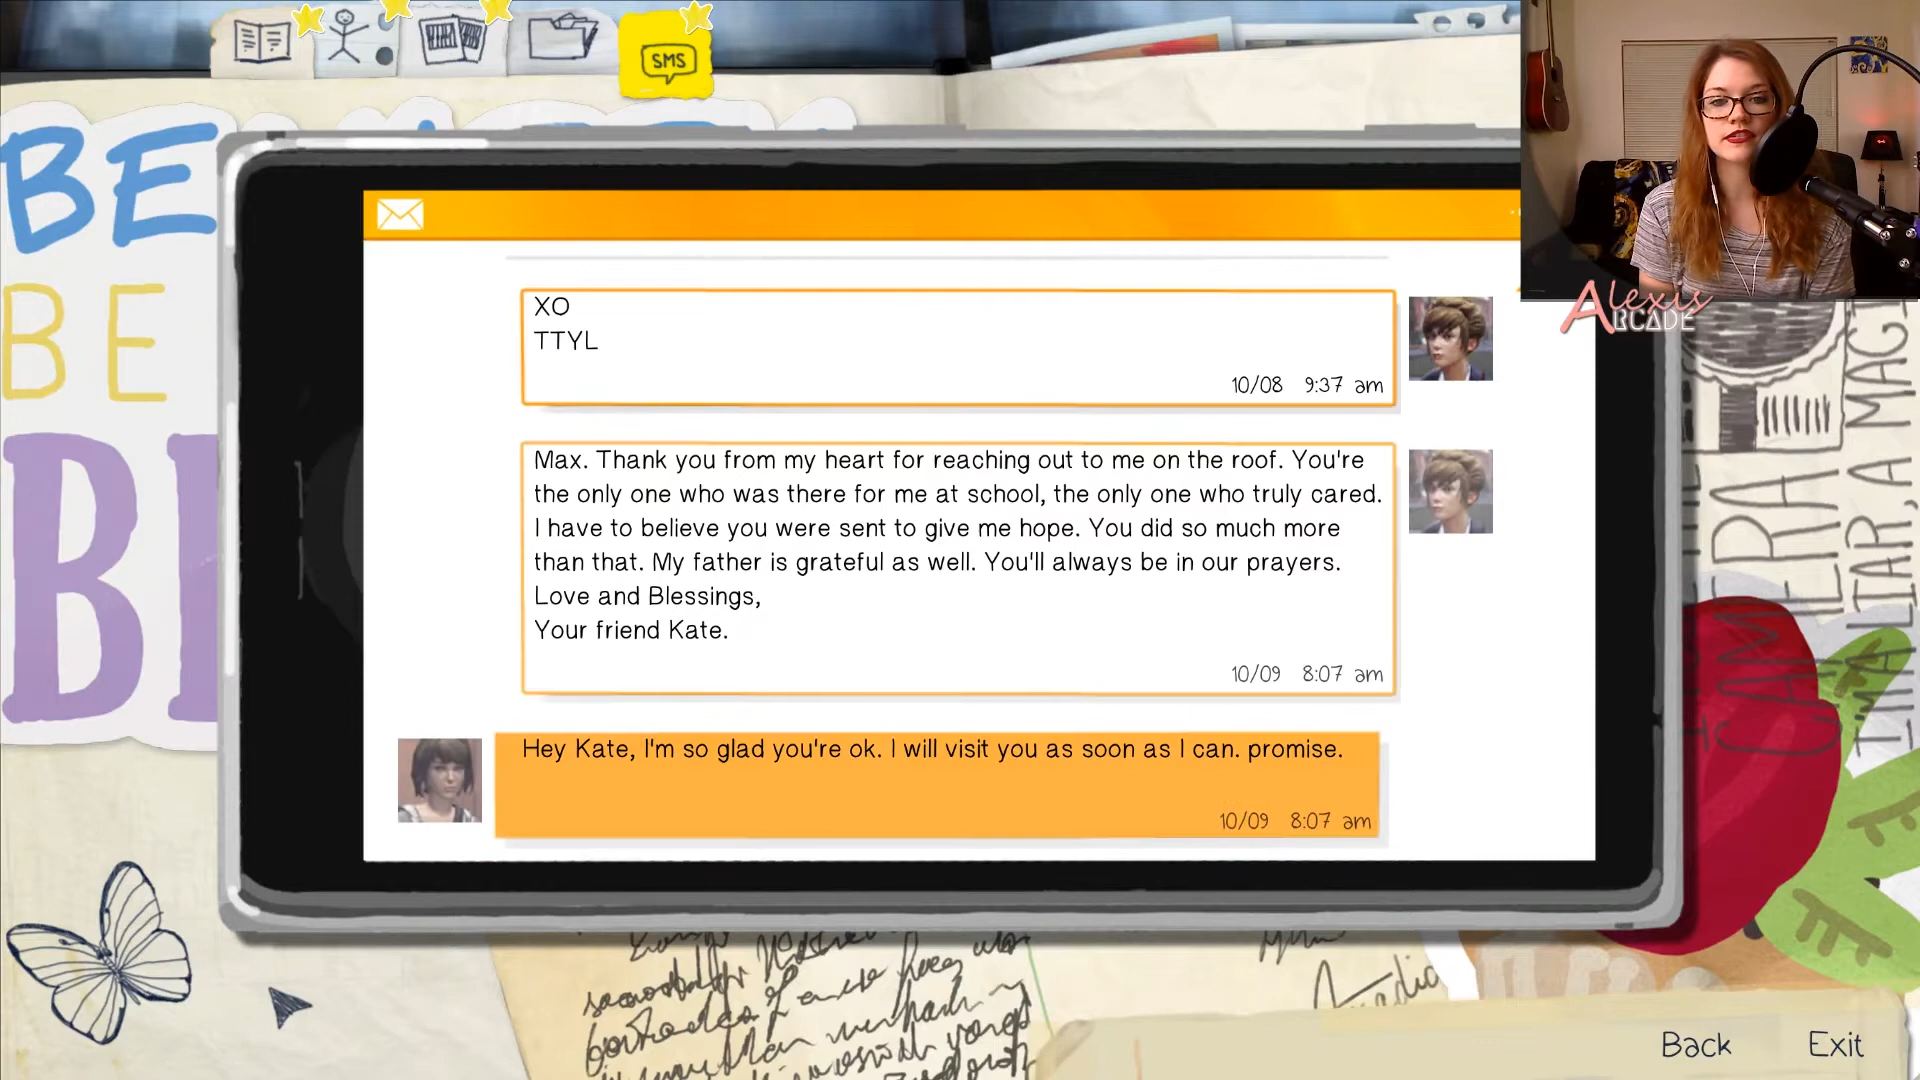 SMS
BE
BE
XO
TTYL
10/08 9:37 am
Max. Thank you from my heart for reaching out to me on the roof. You're
the only one who was there for me at school, the only one who truly cared.
I have to believe you were sent to give me hope. You did so much more
than that. My father is grateful as well. You'll always be in our prayers.
Love and Blessings,
Your friend Kate.
10/09 8:07 am
Hey Kate, I'm so glad you're ok. I will visit you as soon as I can. promise.
10/09 8:07 am
Alexis
ARCADE
CAMERA
Back
Exit